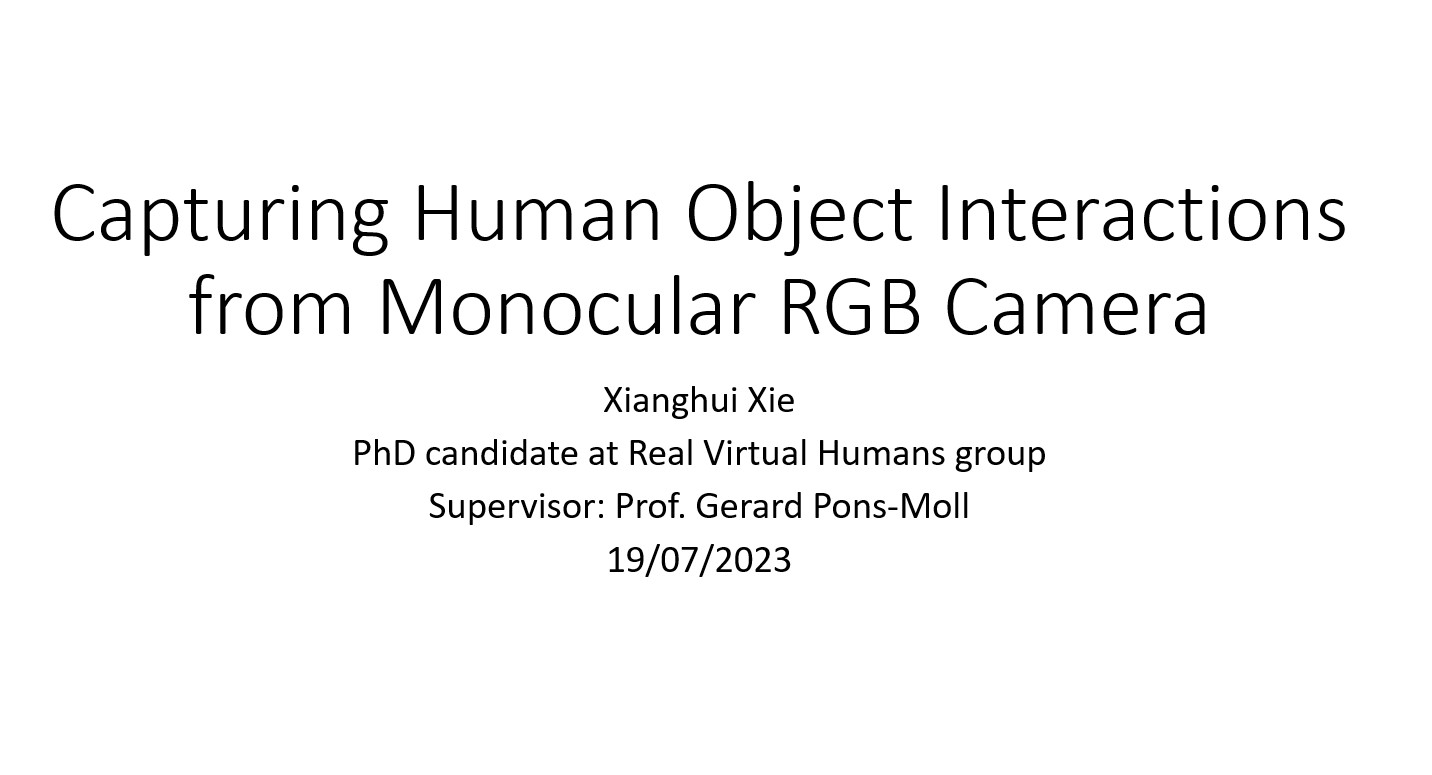 Capturing Human Object Interactions
from Monocular RGB Camera
Xianghui Xie
PhD candidate at Real Virtual Humans group
Supervisor: Prof. Gerard Pons-Moll
19/07/2023